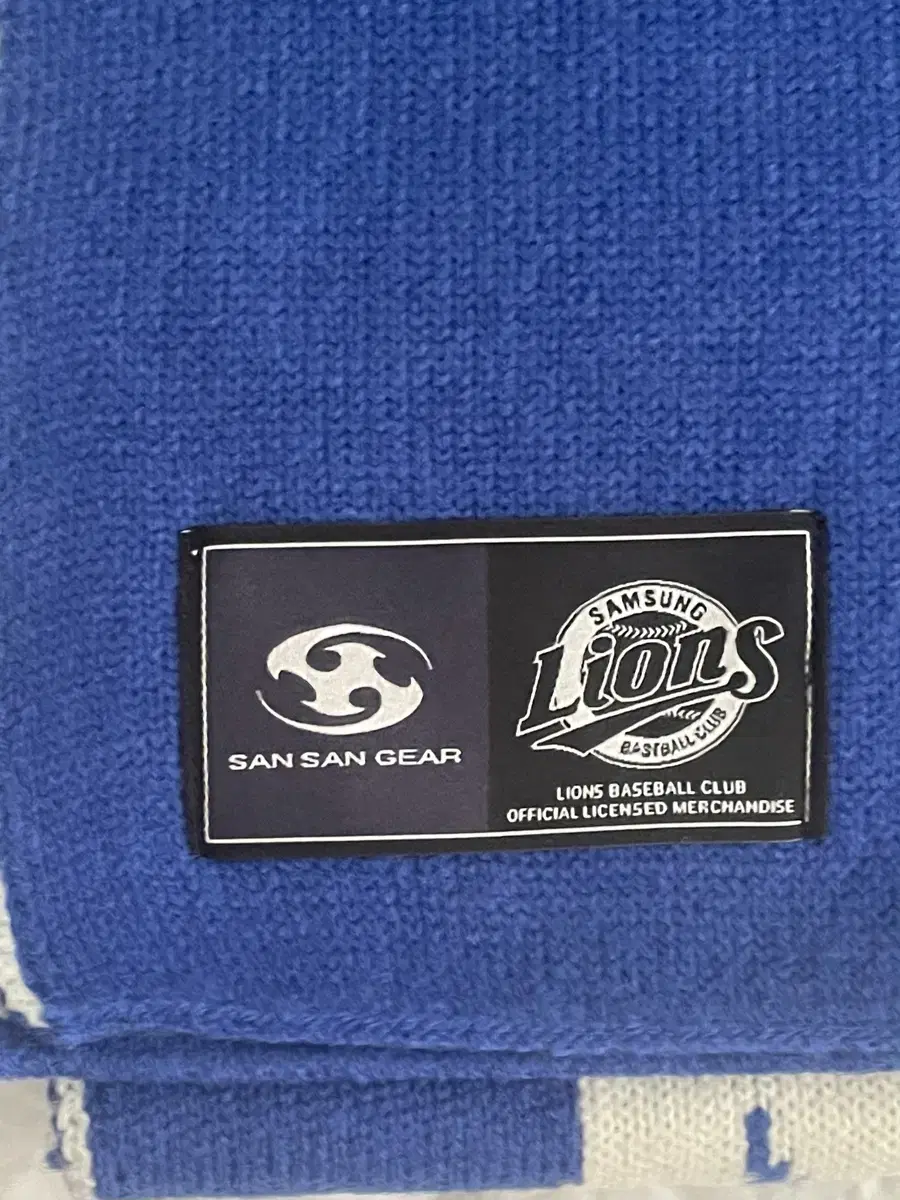 SAN SAN GEAR
SAMSUNG
Lions
BASEBALL CLUB
LIONS BASEBALL CLUB
OFFICIAL LICENSED MERCHANDISE